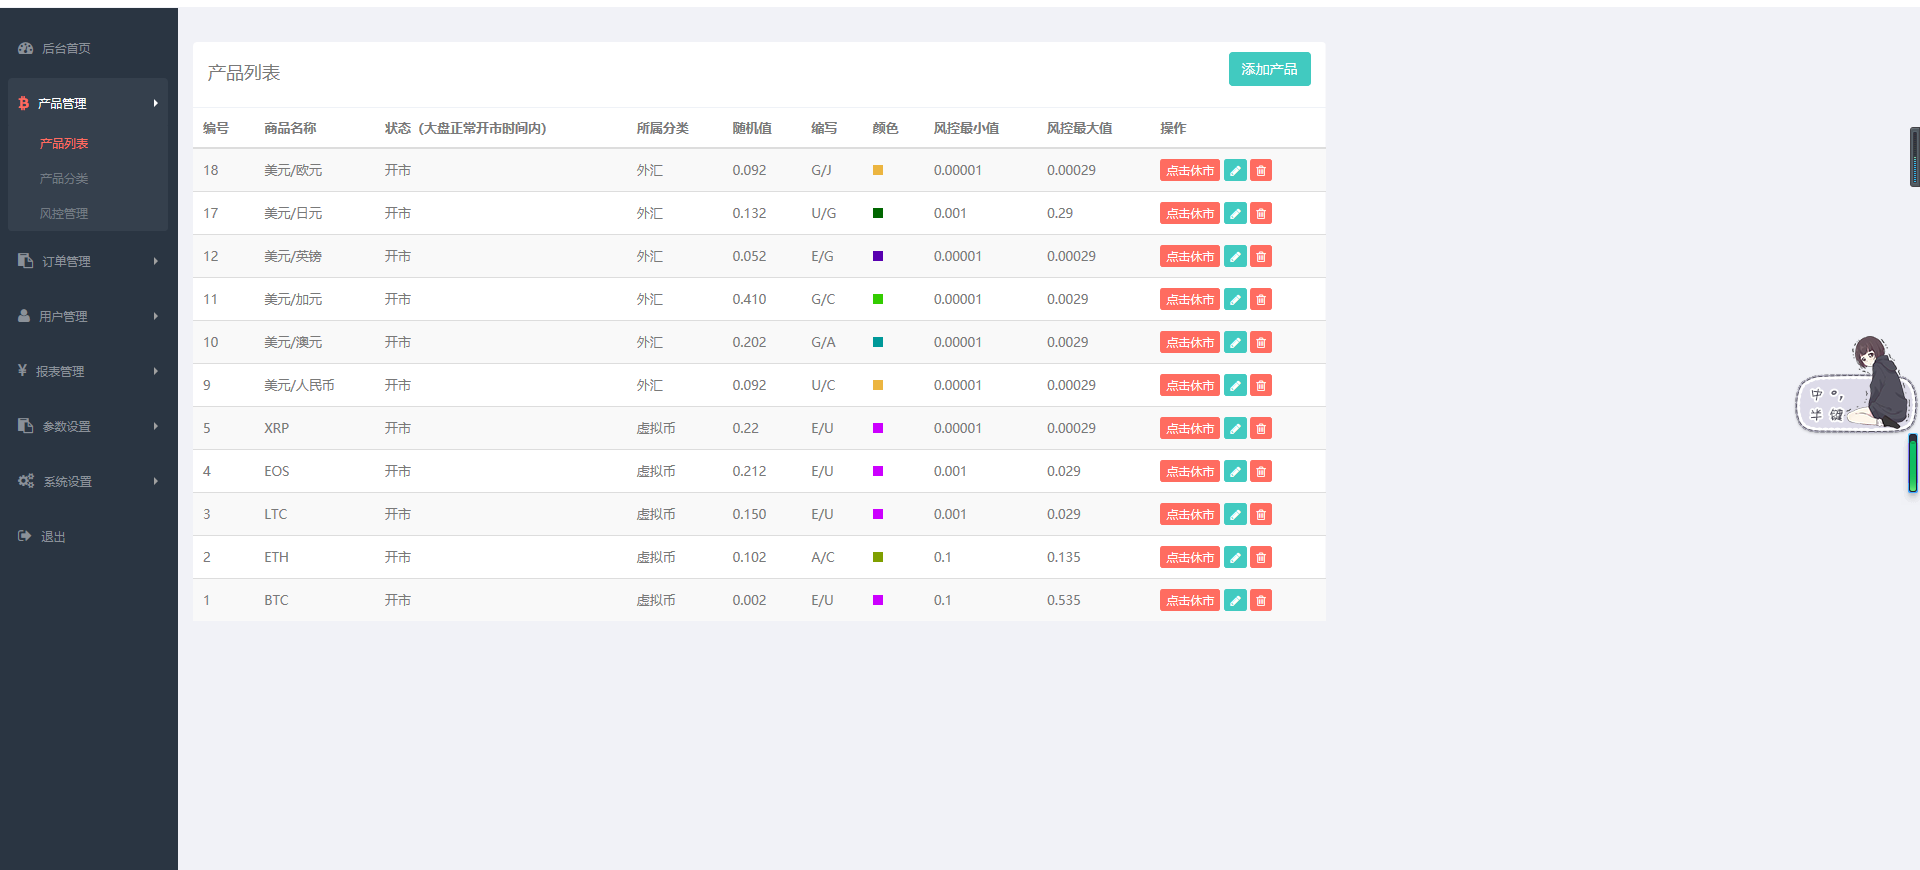 后台首页
产品管理
产品列表
产品分类
风控管理
订单管理
用户管理
报表管理
参数设置
系统设置
退出
产品列表
添加产品
编号 商品名称 状态（大盘正常开市时间内） 所属分类 随机值 缩写 颜色 风控最小值 风控最大值 操作
18 美元/欧元 开市 外汇 0.092 G/J 0.00001 0.00029 点击休市
17 美元/日元 开市 外汇 0.132 U/G 0.001 0.29 点击休市
12 美元/英镑 开市 外汇 0.052 E/G 0.00001 0.00029 点击休市
11 美元/加元 开市 外汇 0.410 G/C 0.00001 0.0029 点击休市
10 美元/澳元 开市 外汇 0.202 G/A 0.00001 0.0029 点击休市
9 美元/人民币 开市 外汇 0.092 U/C 0.00001 0.00029 点击休市
5 XRP 开市 虚拟币 0.22 E/U 0.00001 0.00029 点击休市
4 EOS 开市 虚拟币 0.212 E/U 0.001 0.029 点击休市
3 LTC 开市 虚拟币 0.150 E/U 0.001 0.029 点击休市
2 ETH 开市 虚拟币 0.102 A/C 0.1 0.135 点击休市
1 BTC 开市 虚拟币 0.002 E/U 0.1 0.535 点击休市
中 °,
半 键